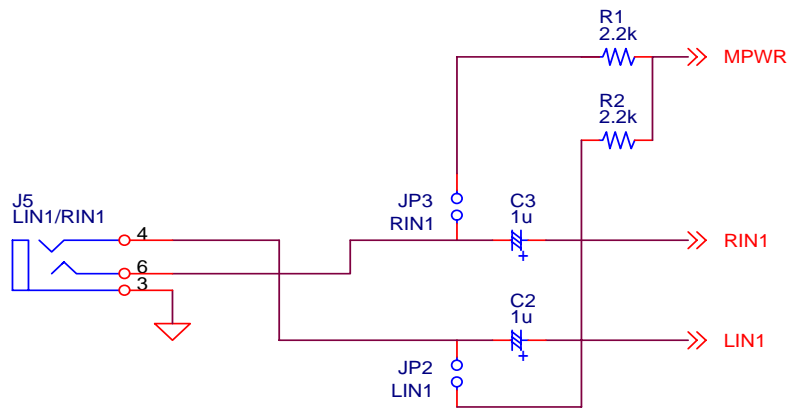 R1
2.2k
MPWR
R2
2.2k
J5
LIN1/RIN1
4
6
3
JP3
RIN1
C3
1u
+
RIN1
C2
1u
+
LIN1
JP2
LIN1